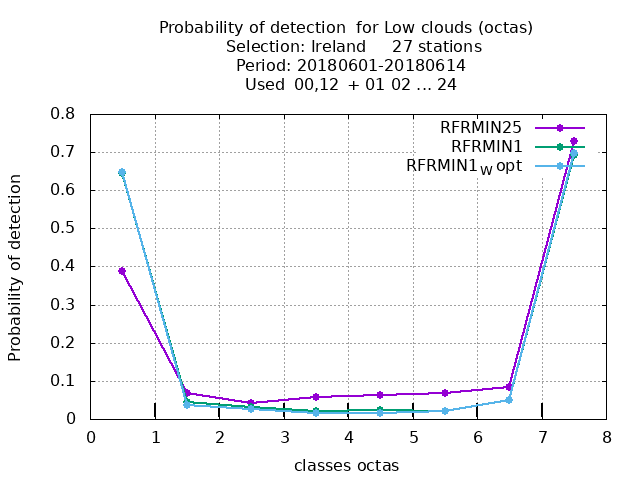 Probability of detection  for Low clouds (octas)
Selection: Ireland     27 stations
Period: 20180601-20180614
Used  00,12  + 01 02 ... 24
RFRMIN25
RFRMIN1
RFRMIN1w opt
Probability of detection
0.8
0.7
0.6
0.5
0.4
0.3
0.2
0.1
0
0 1 2 3 4 5 6 7 8
classes octas